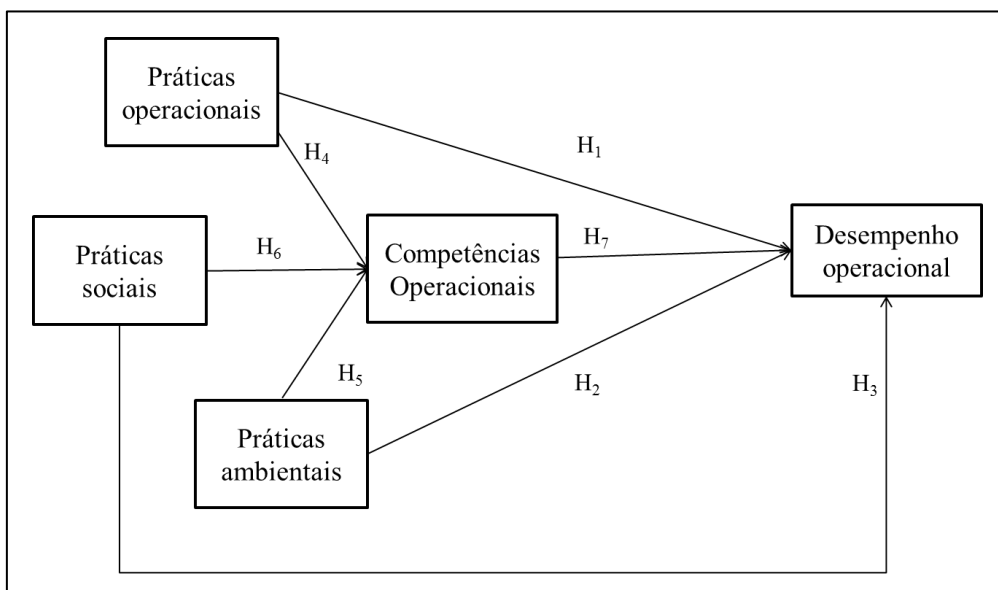 Práticas
operacionais
H₁
H₄
Práticas
sociais
H₆
Competências
Operacionais
H₇
Desempenho
operacional
H₅
H₂
H₃
Práticas
ambientais